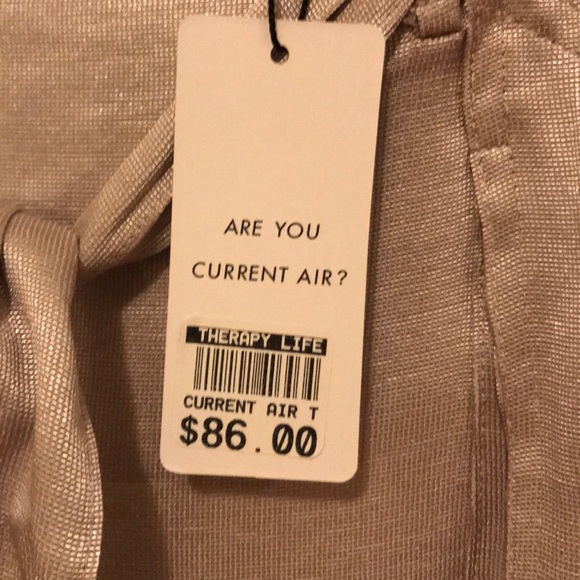 ARE YOU
CURRENT AIR?
THERAPY LIFE
CURRENT AIR T
$86.00